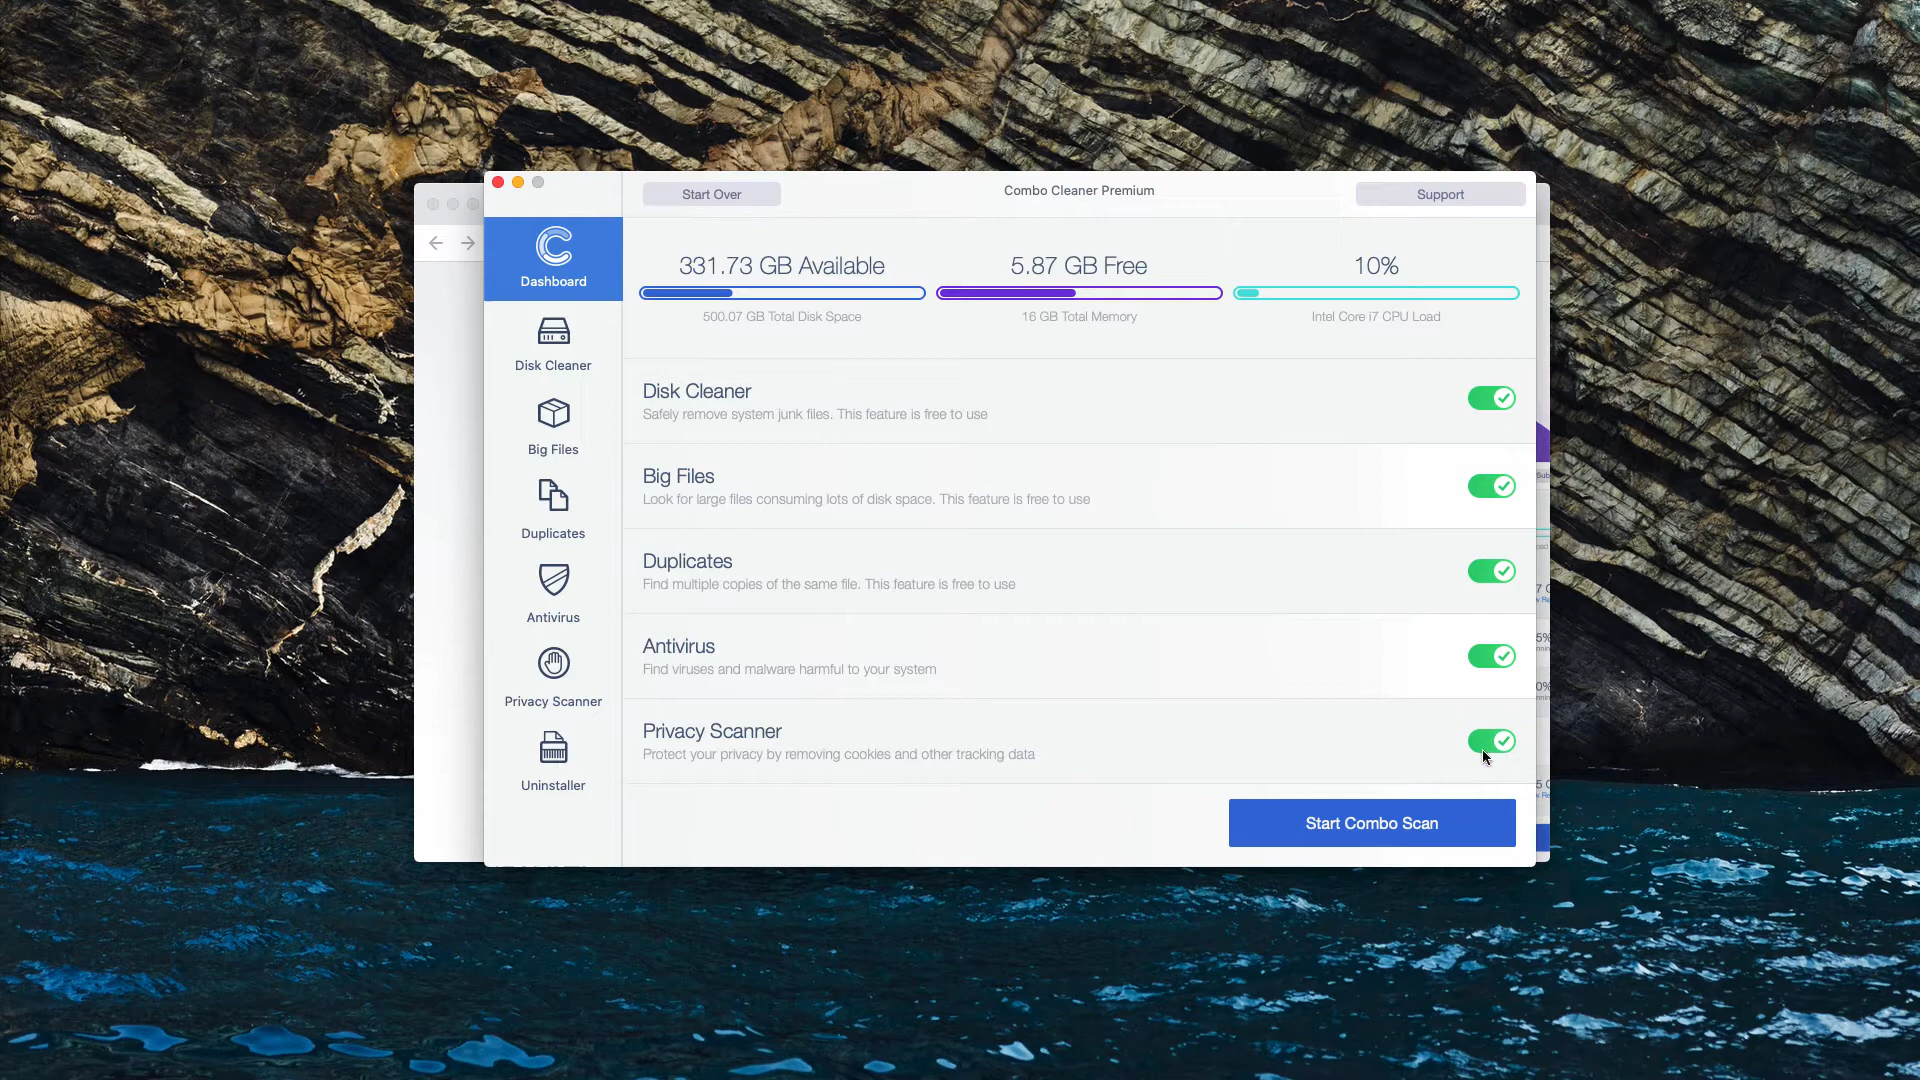 Start Over
Combo Cleaner Premium
Support
Dashboard
331.73 GB Available
5.87 GB Free
10%
500.07 GB Total Disk Space
16 GB Total Memory
Intel Core i7 CPU Load
Disk Cleaner
Disk Cleaner
Safely remove system junk files. This feature is free to use
Big Files
Big Files
Look for large files consuming lots of disk space. This feature is free to use
Duplicates
Duplicates
Find multiple copies of the same file. This feature is free to use
Antivirus
Antivirus
Find viruses and malware harmful to your system
Privacy Scanner
Privacy Scanner
Protect your privacy by removing cookies and other tracking data
Uninstaller
Start Combo Scan